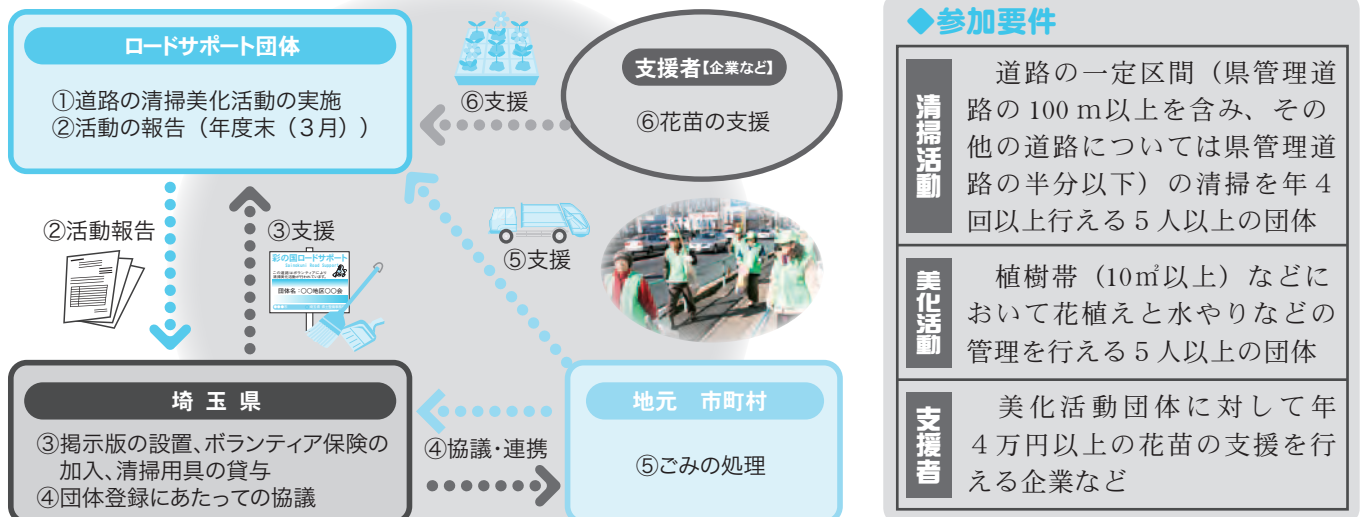 ロードサポート団体
①道路の清掃美化活動の実施
②活動の報告（年度末（３月））
⑥支援
支援者【企業など】
⑥花苗の支援
②活動報告
③支援
彩の国ロードサポート
団体名：〇〇地区〇〇会
⑤支援
埼玉県
③掲示版の設置、ボランティア保険の
加入、清掃用具の貸与
④団体登録にあたっての協議
④協議・連携
地元　市町村
⑤ごみの処理
◆参加要件
清掃活動
道路の一定区間（県管理道
路の100ｍ以上を含み、その
他の道路については県管理道
路の半分以下）の清掃を年４
回以上行える５人以上の団体
美化活動
植樹帯（10㎡以上）などに
おいて花植えと水やりなどの
管理を行える５人以上の団体
支援者
美化活動団体に対して年
４万円以上の花苗の支援を行
える企業など